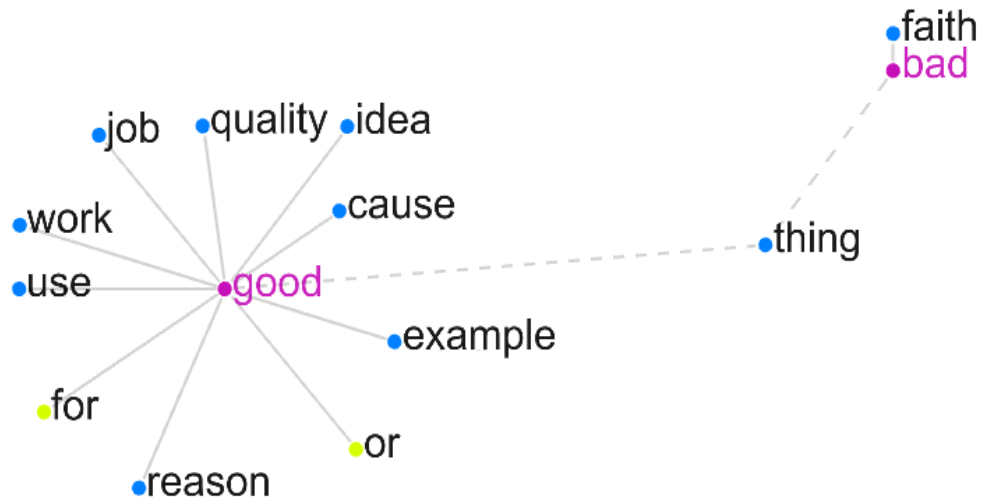 faith
bad
job
quality
idea
cause
work
thing
use
good
example
for
or
reason